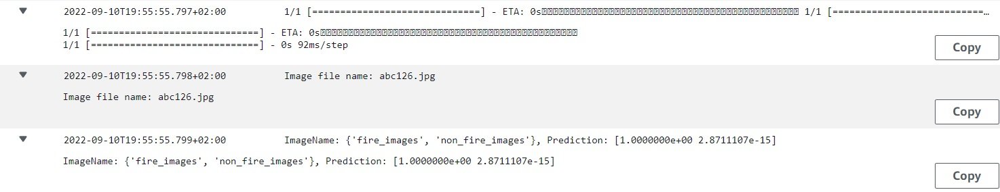 2022-09-10T19:55:55.797+02:00 1/1 [==============================] - ETA: 0s 1/1 [===========================…
1/1 [==============================] - ETA: 0s
1/1 [==============================] - 0s 92ms/step
Copy
2022-09-10T19:55:55.798+02:00 Image file name: abc126.jpg
Image file name: abc126.jpg
Copy
2022-09-10T19:55:55.799+02:00 ImageName: {'fire_images', 'non_fire_images'}, Prediction: [1.0000000e+00 2.8711107e-15]
ImageName: {'fire_images', 'non_fire_images'}, Prediction: [1.0000000e+00 2.8711107e-15]
Copy